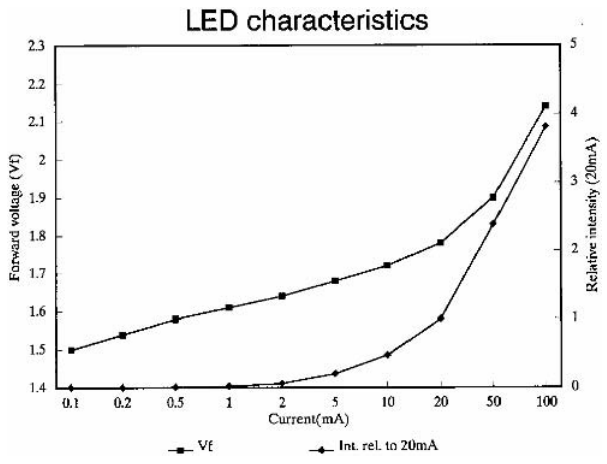 LED characteristics
2.3
2.2
2.1
2
1.9
1.8
1.7
1.6
1.5
1.4
Forward voltage (Vf)
5
4
3
2
1
0
Relative intensity (20mA)
0.1 0.2 0.5 1 2 5 10 20 50 100
Current(mA)
Vf Int. rel. to 20mA